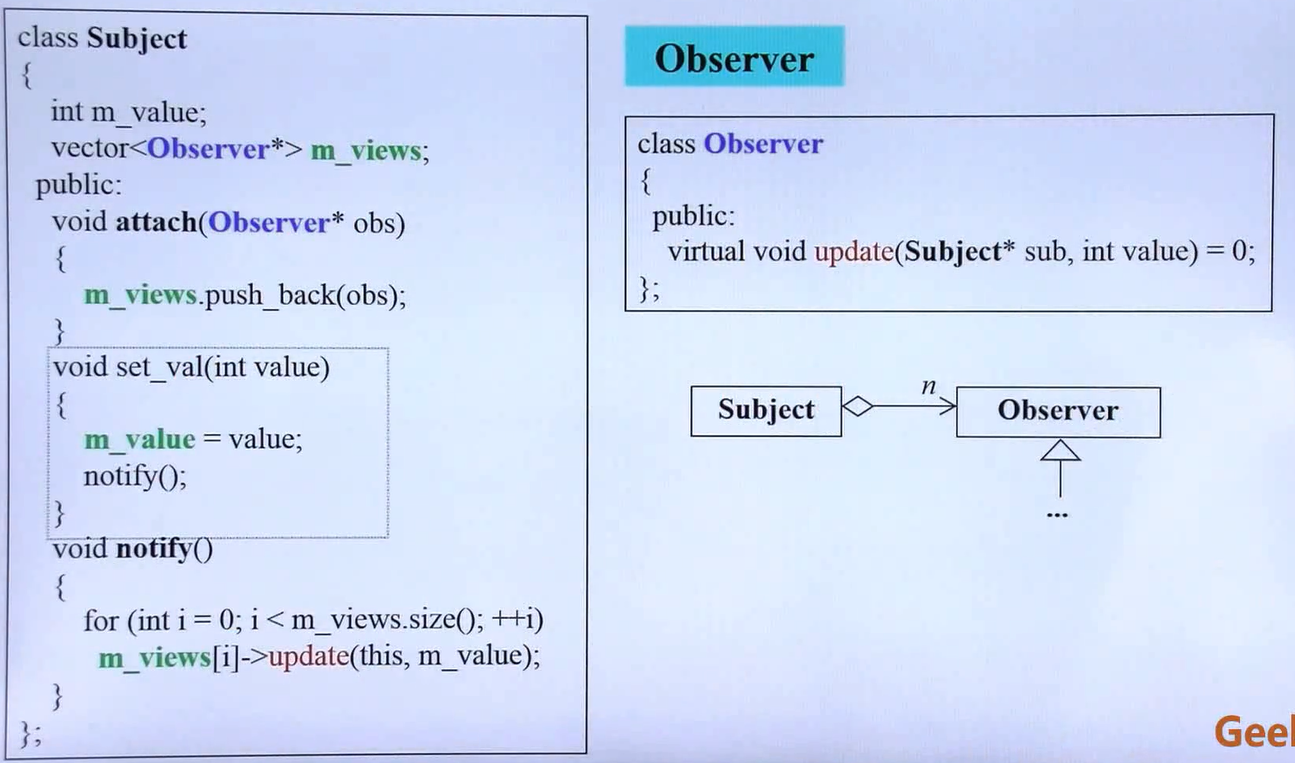 class Subject
{
int m_value;
vector<Observer*> m_views;
public:
void attach(Observer* obs)
{
m_views.push_back(obs);
}
void set_val(int value)
{
m_value = value;
notify();
}
void notify()
{
for (int i = 0; i < m_views.size(); ++i)
m_views[i]->update(this, m_value);
}
};
Observer
class Observer
{
public:
virtual void update(Subject* sub, int value) = 0;
};
Subject
n
Observer
...
Geel